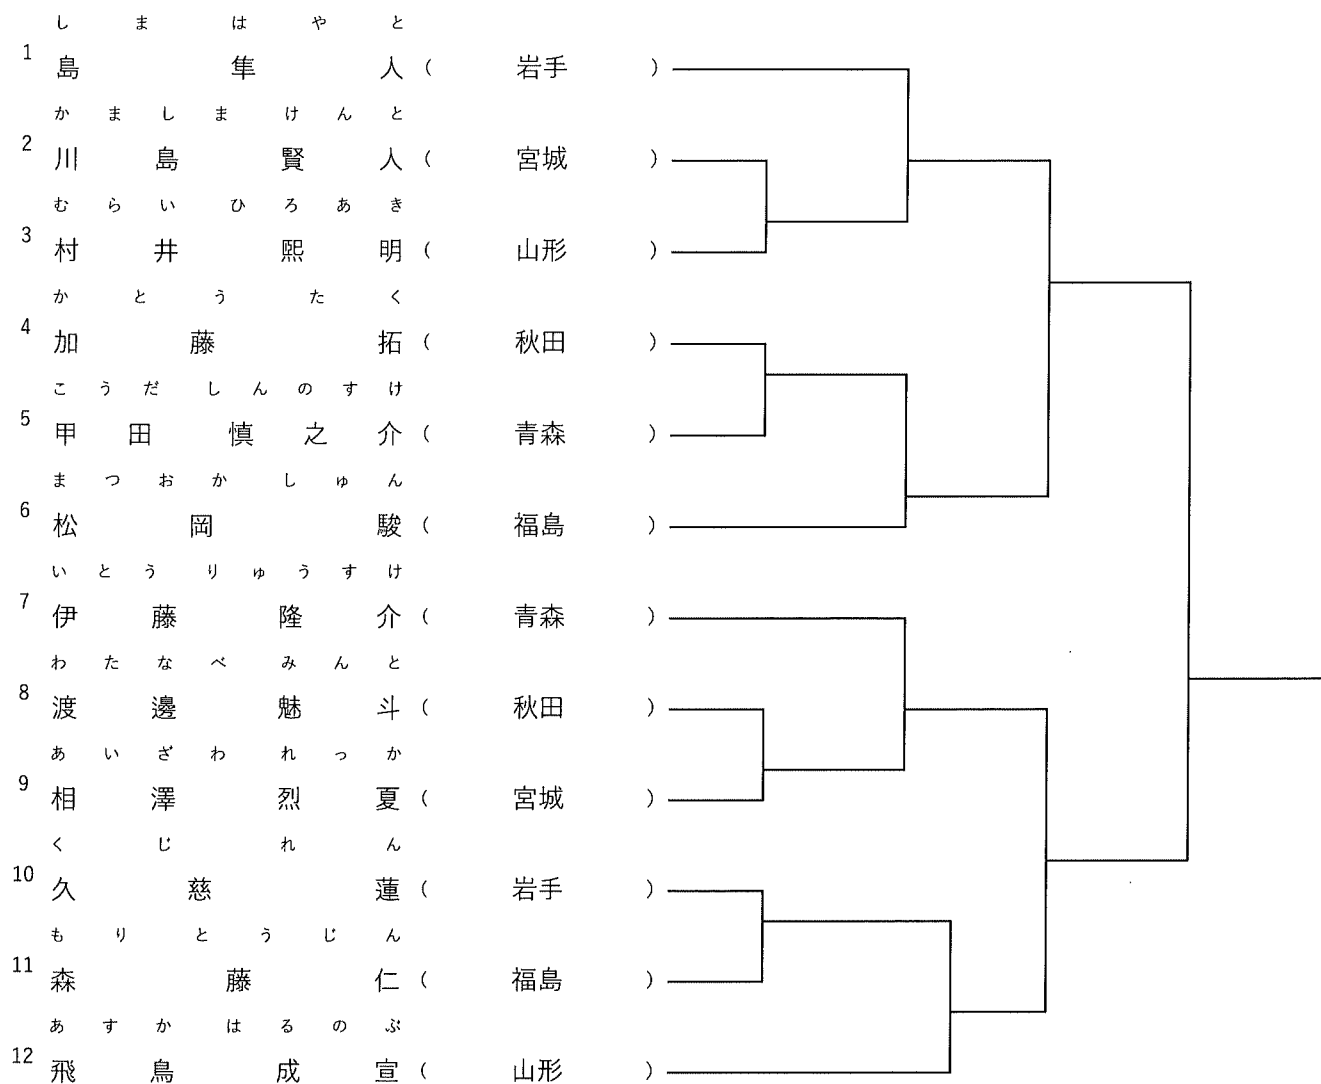 しまはやと
1 島隼人 ( 岩手 )
かましまけんと
2 川島賢人 ( 宮城 )
むらいひろあき
3 村井熙明 ( 山形 )
かとうたく
4 加藤拓 ( 秋田 )
こうだしんのすけ
5 甲田慎之介 ( 青森 )
まつおかしゅん
6 松岡駿 ( 福島 )
いとうりゅうすけ
7 伊藤隆介 ( 青森 )
わたなべみんと
8 渡邊魅斗 ( 秋田 )
あいざわれっか
9 相澤烈夏 ( 宮城 )
くじれん
10 久慈蓮 ( 岩手 )
もりとうじん
11 森藤仁 ( 福島 )
あすかはるのぶ
12 飛鳥成宣 ( 山形 )